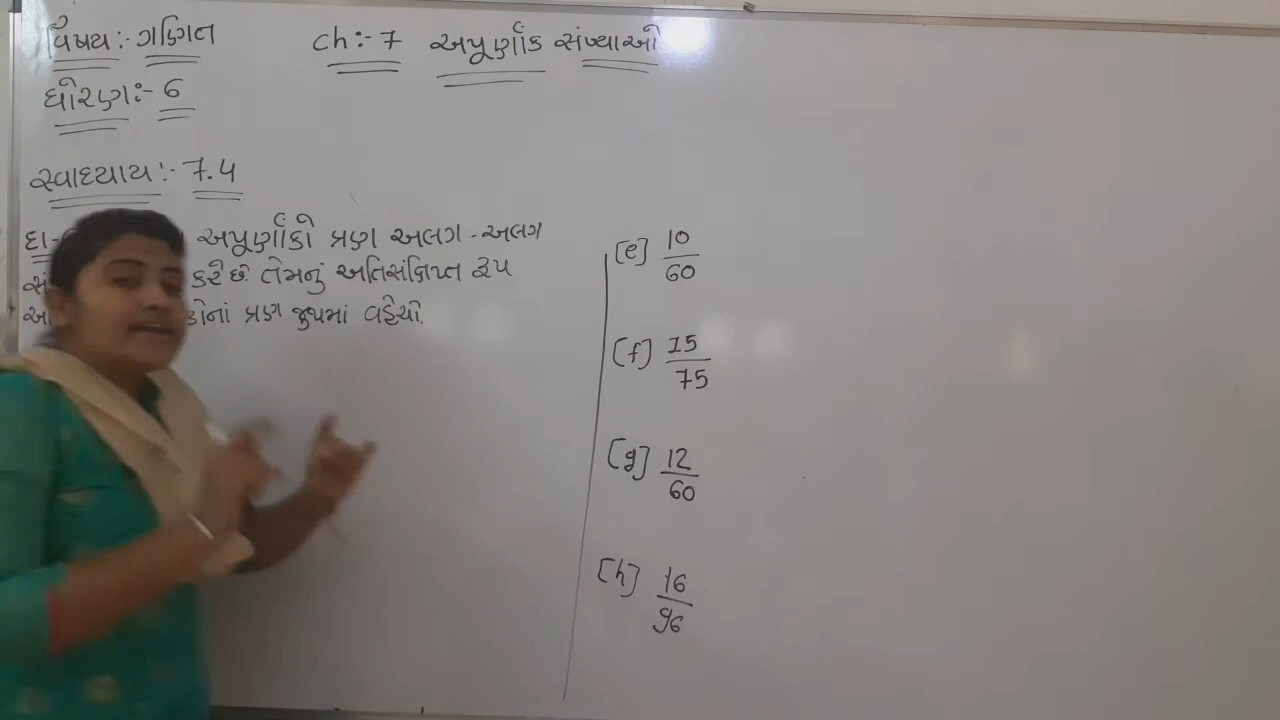 વિષય:- ગણિત
ch:- 7 અપૂર્ણાંક સંખ્યાઓ
ધોરણ:- 6
સ્વાધ્યાય:- 7.4
અપૂર્ણાંકો ત્રણ અલગ-અલગ
કરે છે. તેમનું અતિસંક્ષિપ્ત રૂપ
ત્રણ જુપમાં વહેંચો.
[e] 10/60
[f] 15/75
[g] 12/60
[h] 16/96